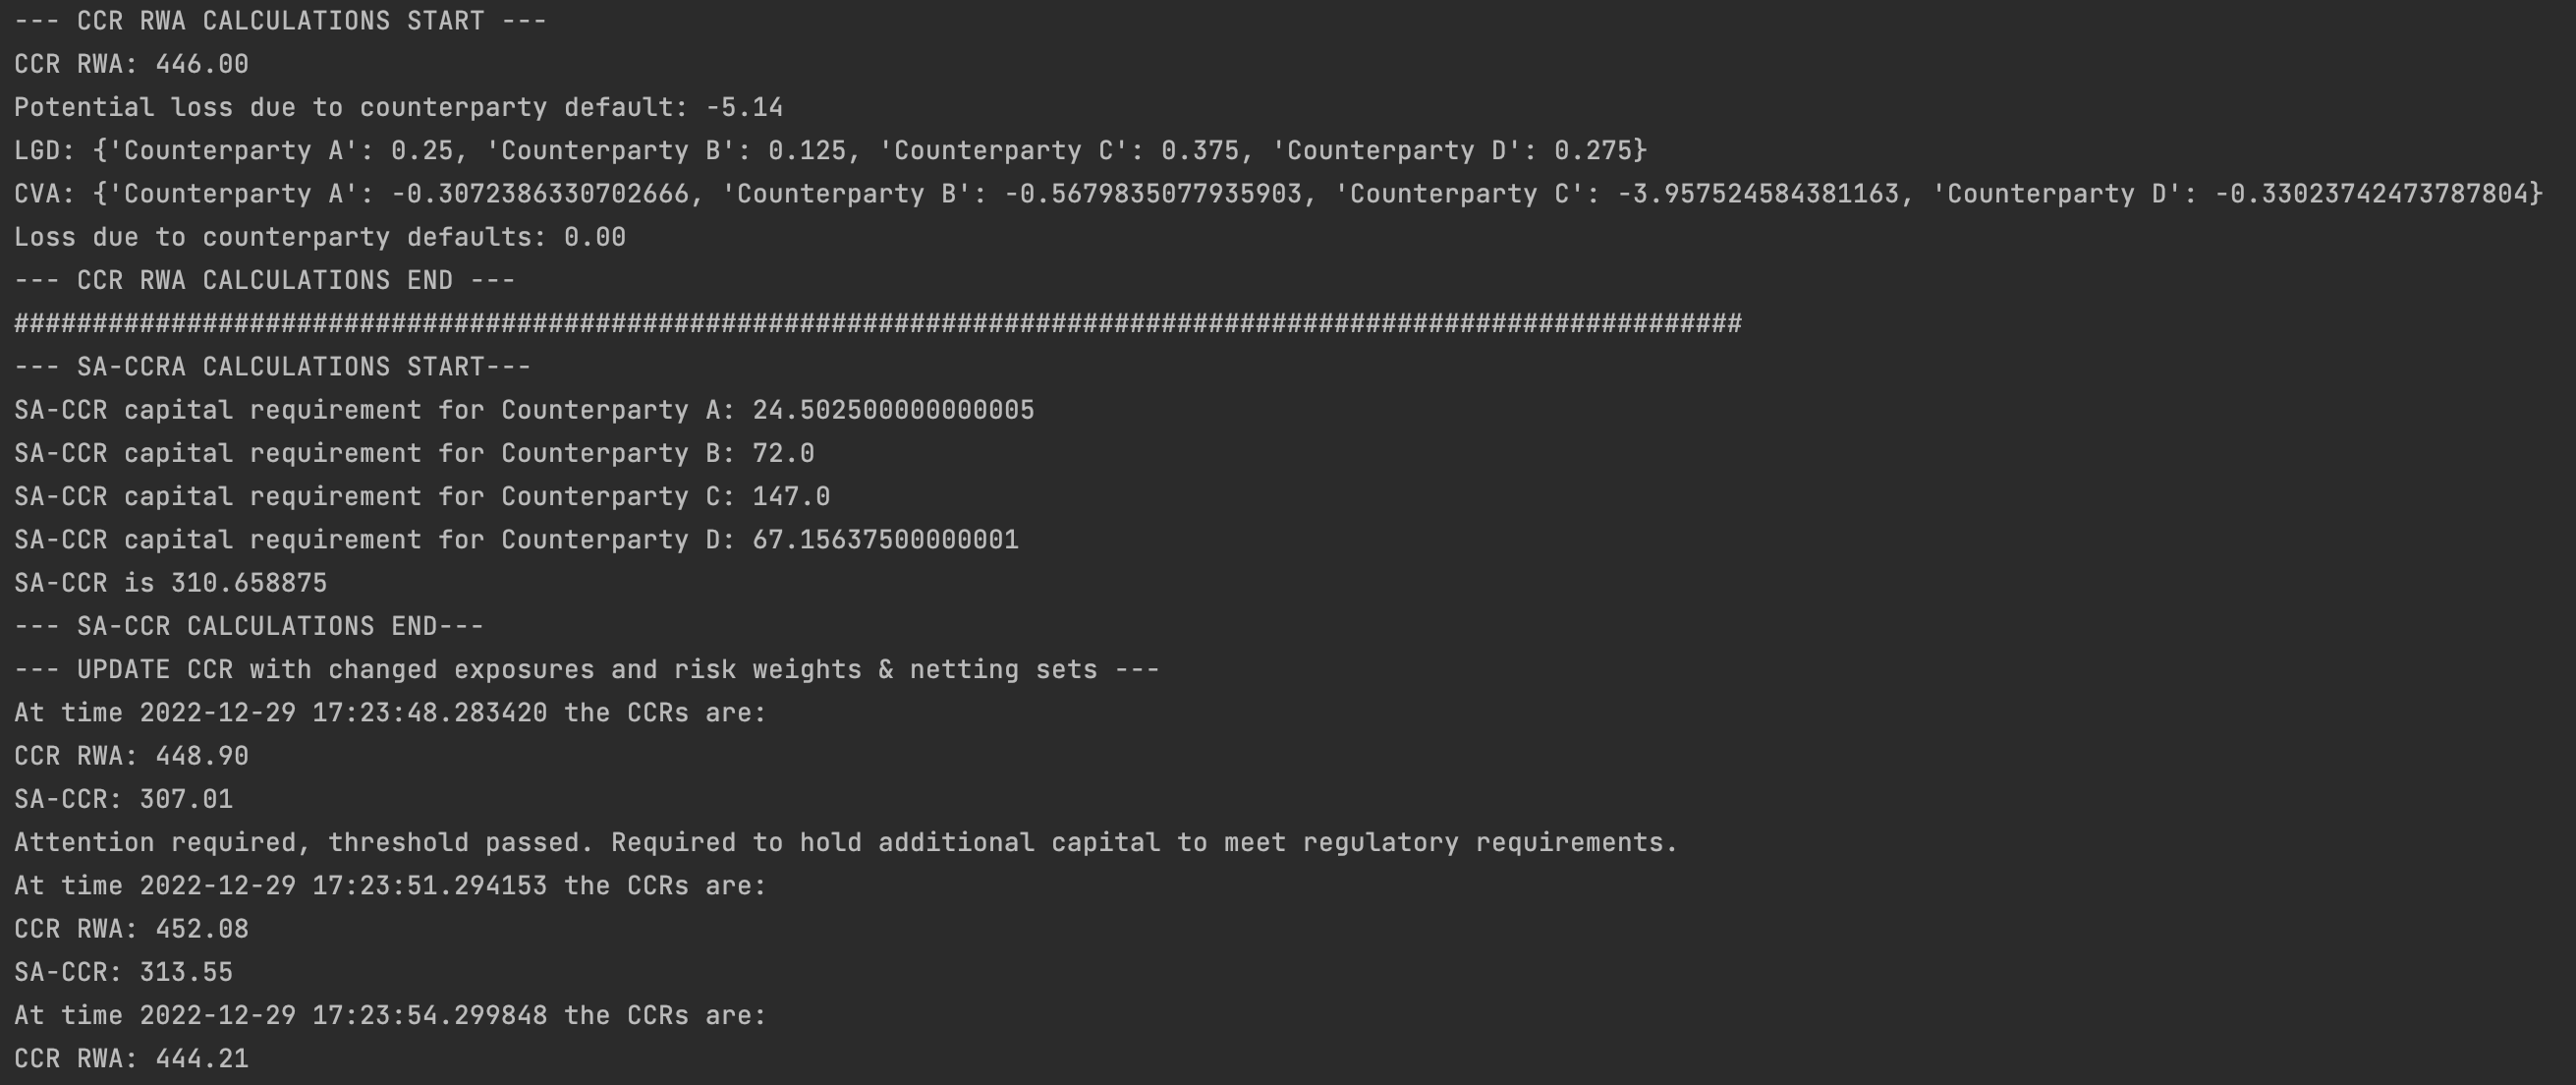 --- CCR RWA CALCULATIONS START ---
CCR RWA: 446.00
Potential loss due to counterparty default: -5.14
LGD: {'Counterparty A': 0.25, 'Counterparty B': 0.125, 'Counterparty C': 0.375, 'Counterparty D': 0.275}
CVA: {'Counterparty A': -0.3072386330702666, 'Counterparty B': -0.5679835077935903, 'Counterparty C': -3.957524584381163, 'Counterparty D': -0.33023742473787804}
Loss due to counterparty defaults: 0.00
--- CCR RWA CALCULATIONS END ---
##############################################################################################################
--- SA-CCRA CALCULATIONS START---
SA-CCR capital requirement for Counterparty A: 24.502500000000005
SA-CCR capital requirement for Counterparty B: 72.0
SA-CCR capital requirement for Counterparty C: 147.0
SA-CCR capital requirement for Counterparty D: 67.15637500000001
SA-CCR is 310.658875
--- SA-CCR CALCULATIONS END---
--- UPDATE CCR with changed exposures and risk weights & netting sets ---
At time 2022-12-29 17:23:48.283420 the CCRs are:
CCR RWA: 448.90
SA-CCR: 307.01
Attention required, threshold passed. Required to hold additional capital to meet regulatory requirements.
At time 2022-12-29 17:23:51.294153 the CCRs are:
CCR RWA: 452.08
SA-CCR: 313.55
At time 2022-12-29 17:23:54.299848 the CCRs are:
CCR RWA: 444.21